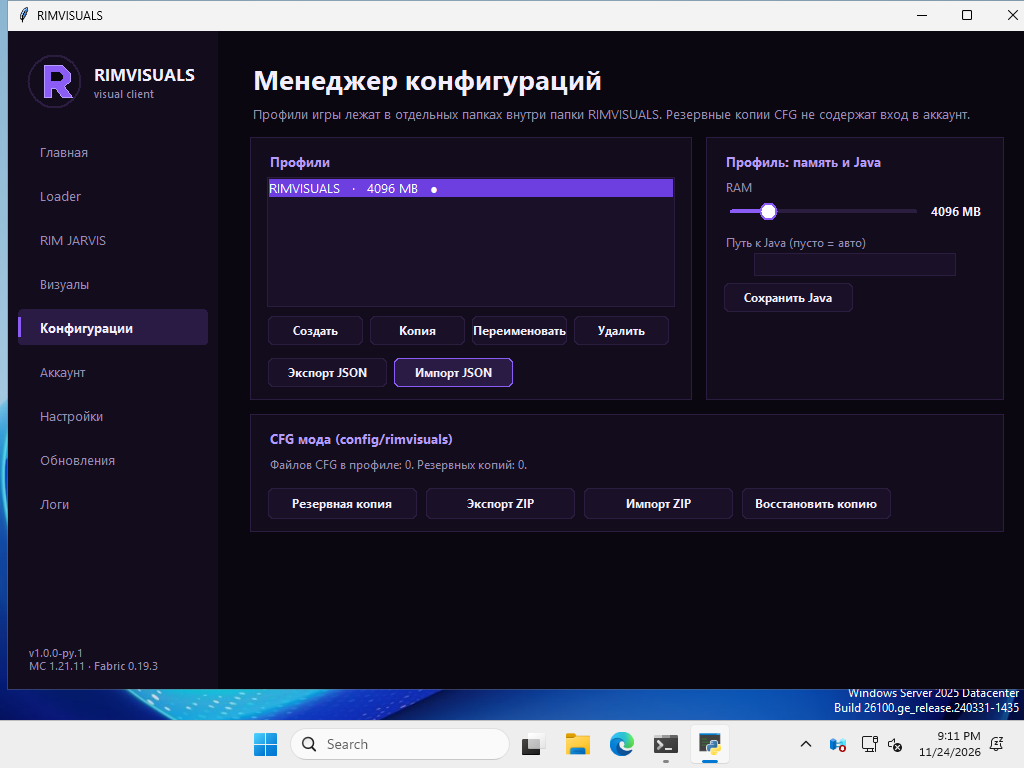 RIMVISUALS
R
RIMVISUALS
visual client
Главная
Loader
RIM JARVIS
Визуалы
Конфигурации
Аккаунт
Настройки
Обновления
Логи
v1.0.0-py.1
MC 1.21.11 · Fabric 0.19.3
Менеджер конфигураций
Профили игры лежат в отдельных папках внутри папки RIMVISUALS. Резервные копии CFG не содержат вход в аккаунт.
Профили
RIMVISUALS · 4096 MB ●
Создать
Копия
Переименовать
Удалить
Экспорт JSON
Импорт JSON
Профиль: память и Java
RAM
4096 MB
Путь к Java (пусто = авто)
Сохранить Java
CFG мода (config/rimvisuals)
Файлов CFG в профиле: 0. Резервных копий: 0.
Резервная копия
Экспорт ZIP
Импорт ZIP
Восстановить копию
Windows Server 2025 Datacenter
Build 26100.ge_release.240331-1435
Search
9:11 PM
11/24/2026